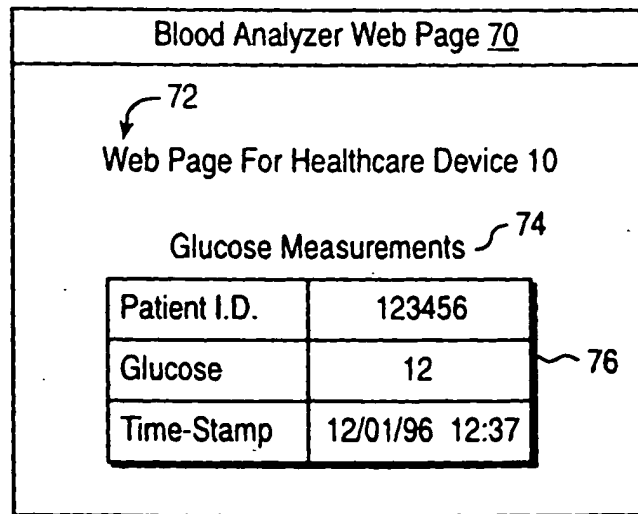 Blood Analyzer Web Page 70
72
Web Page For Healthcare Device 10
74
Glucose Measurements
Patient I.D. 123456
Glucose 12
76
Time-Stamp 12/01/96 12:37